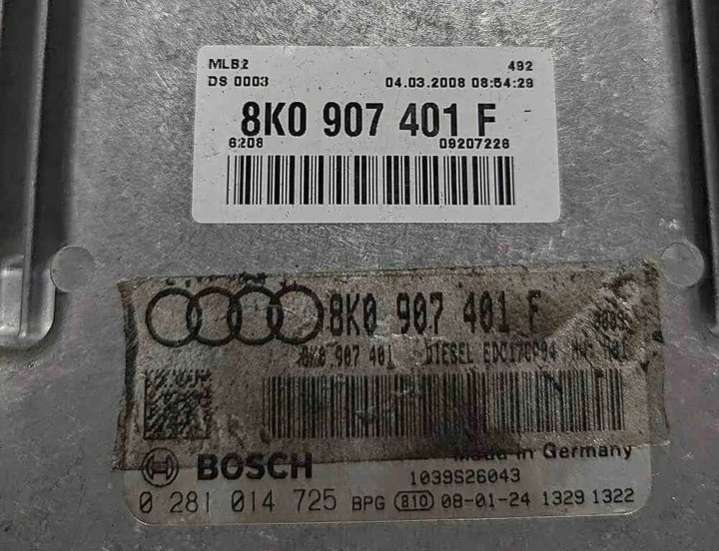 MLB2 492
DS 0003 04.03.2008 08:54:29
8K0 907 401 F
6208 09207226
8K0 907 401 F
8K0 907 401 DIESEL
Made in Germany
BOSCH 1039S26043
0 281 014 725 BPG 810 08-01-24 1329 1322